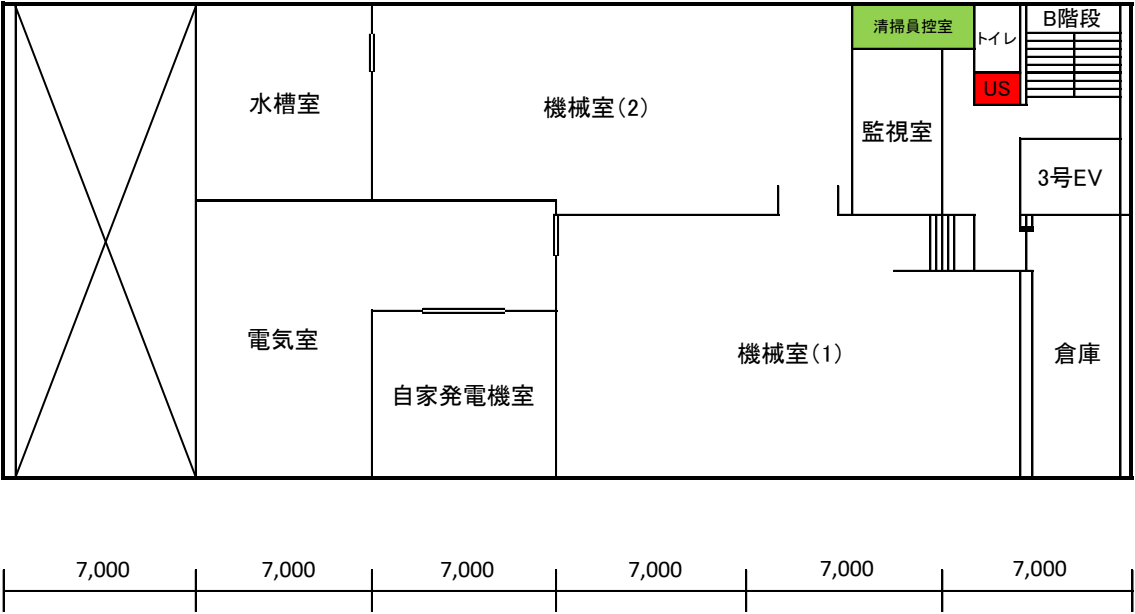 B階段
清掃員控室
トイレ
US
水槽室
機械室(2)
監視室
3号EV
電気室
機械室(1)
倉庫
自家発電機室
7,000 7,000 7,000 7,000 7,000 7,000